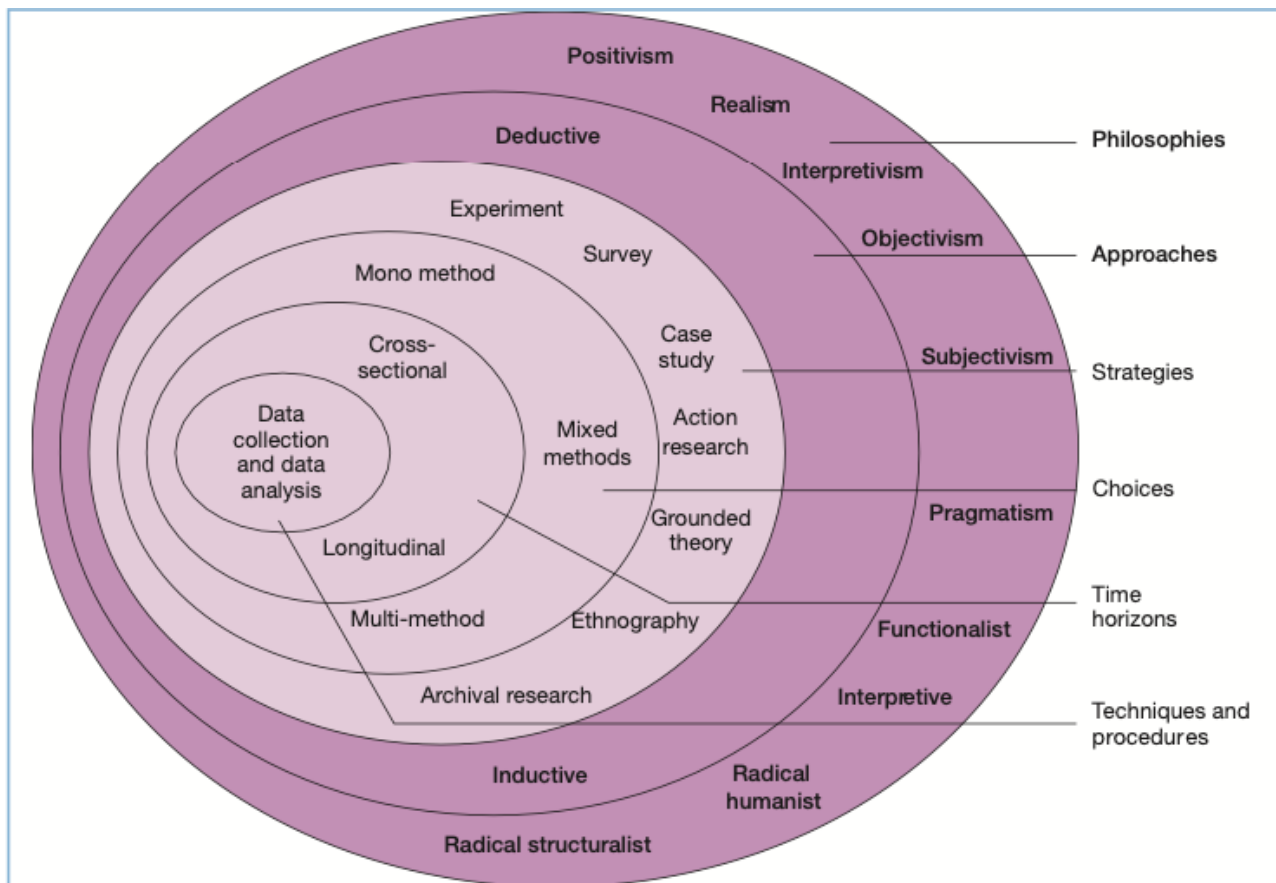 Positivism
Realism
Deductive
Philosophies
Interpretivism
Experiment
Objectivism
Survey
Approaches
Mono method
Case
study
Cross-
sectional
Subjectivism
Strategies
Data
collection
and data
analysis
Mixed
methods
Action
research
Choices
Pragmatism
Grounded
theory
Longitudinal
Time
horizons
Multi-method
Ethnography
Functionalist
Archival research
Interpretive
Techniques and
procedures
Inductive
Radical
humanist
Radical structuralist